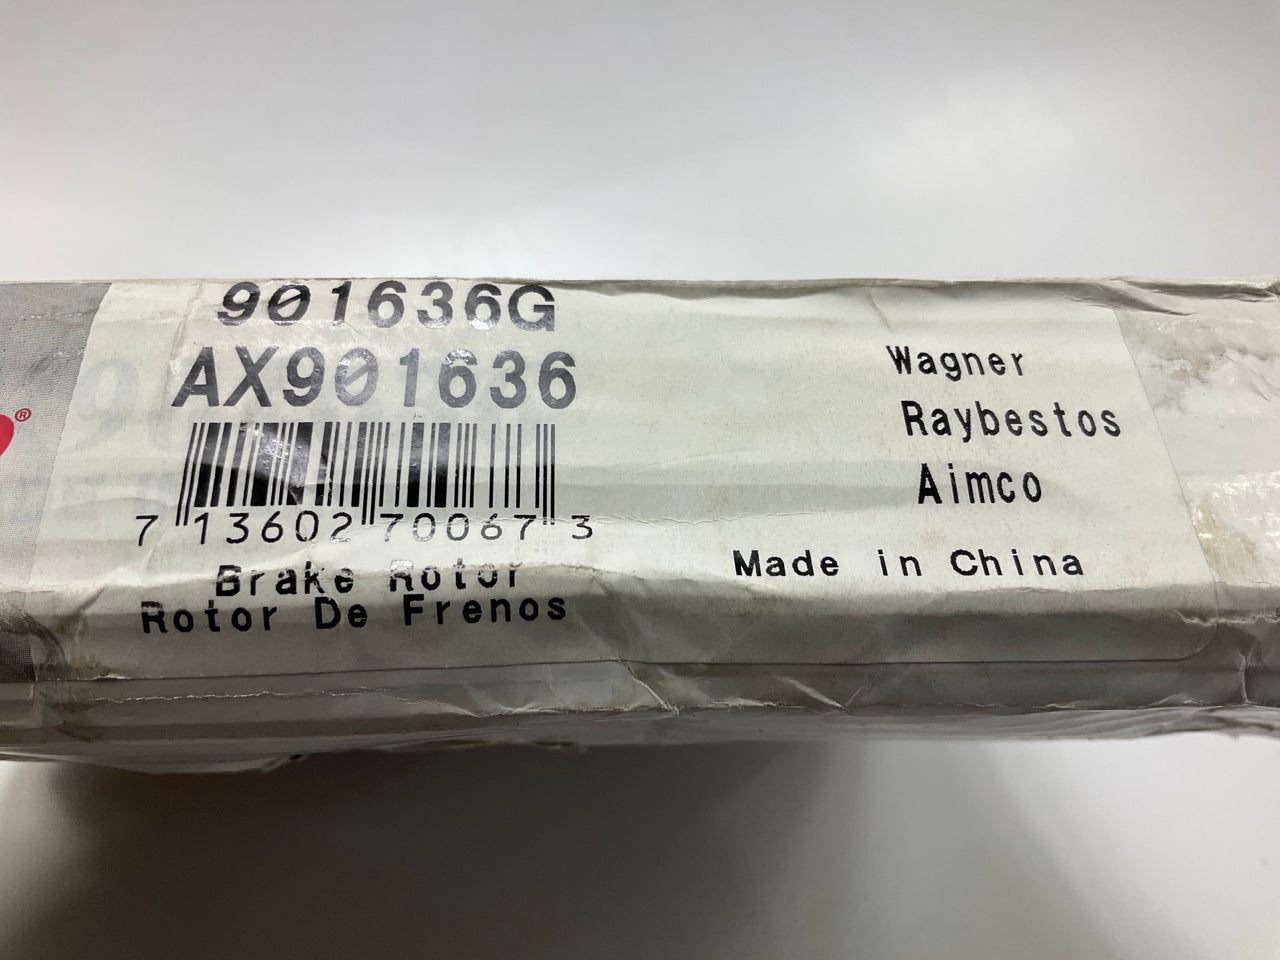 901636G
AX901636
7 13602 70067 3
Brake Rotor
Rotor De Frenos
Wagner
Raybestos
Aimco
Made in China
®